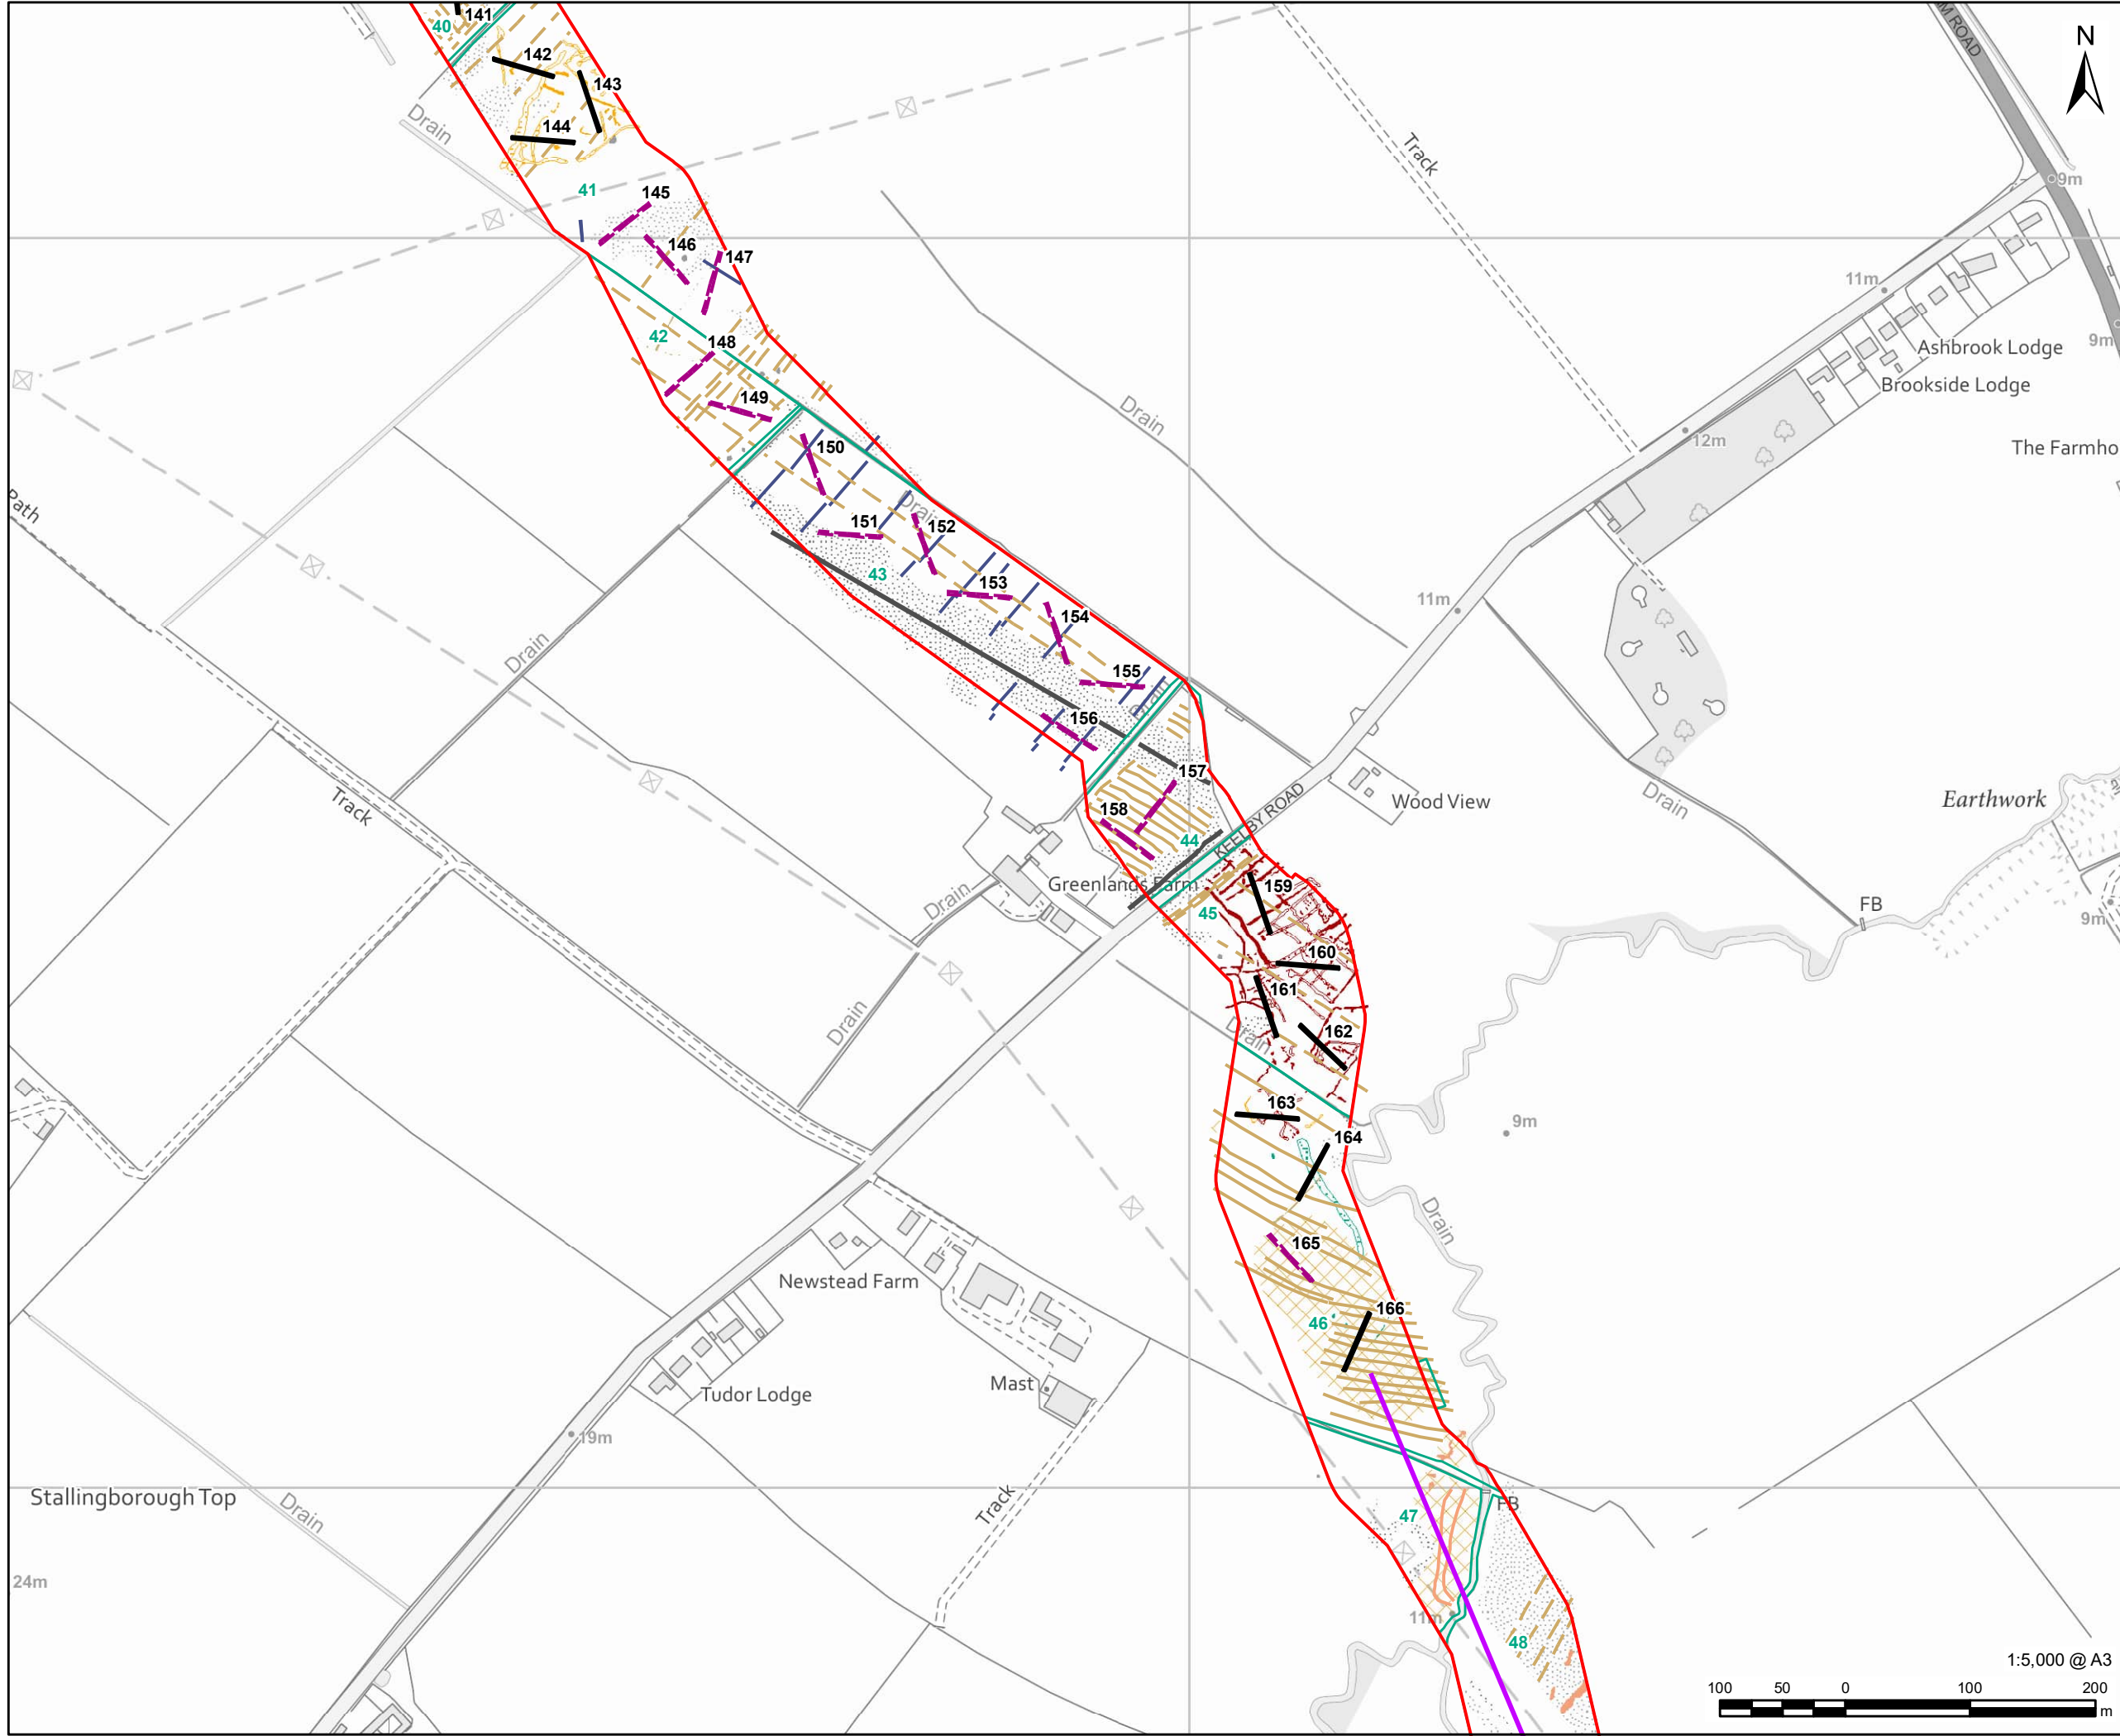 141
40
142
143
144
Drain
41
145
146
147
42
148
149
150
151
152
Drain
43
153
154
155
156
Drain
157
158
44
KEELBY ROAD
Greenlands Farm
45
159
160
161
162
Drain
163
164
165
46
166
47
FB
11m
48
N
Track
9m
11m
9m
Ashbrook Lodge
Brookside Lodge
12m
The Farmho
Drain
11m
Wood View
Drain
Earthwork
FB
9m
9m
Drain
Path
Drain
Track
Drain
Drain
Newstead Farm
Tudor Lodge
Mast
19m
Track
Stallingborough Top
Drain
24m
1:5,000 @ A3
100 50 0 100 200
m